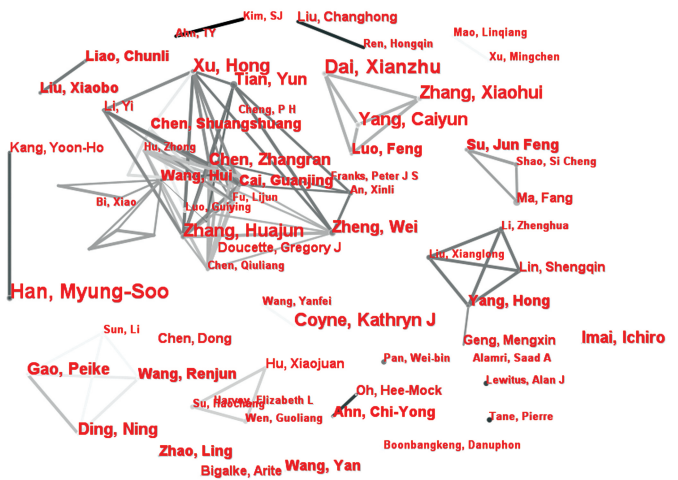 Kim, SJ
Liu, Changhong
Ahn, TY
Mao, Linqiang
Ren, Hongqin
Xu, Mingchen
Liao, Chunli
Xu, Hong
Dai, Xianzhu
Tian, Yun
Liu, Xiaobo
Zhang, Xiaohui
Li, Yi
Cheng, P H
Chen, Shuangshuang
Yang, Caiyun
Kang, Yoon-Ho
Hu, Zhong
Luo, Feng
Su, Jun Feng
Chen, Zhangran
Shao, Si Cheng
Wang, Hui
Cai, Guanjing
Franks, Peter J S
An, Xinli
Bi, Xiao
Fu, Lijun
Ma, Fang
Luo, Guiying
Zhang, Huajun
Zheng, Wei
Li, Zhenghua
Doucette, Gregory J
Liu, Xianglong
Chen, Qiuliang
Lin, Shengqin
Han, Myung-Soo
Wang, Yanfei
Yang, Hong
Coyne, Kathryn J
Sun, Li
Chen, Dong
Geng, Mengxin
Imai, Ichiro
Gao, Peike
Wang, Renjun
Hu, Xiaojuan
Pan, Wei-bin
Alamri, Saad A
Lewitus, Alan J
Su, Haochang
Harvey, Elizabeth L
Oh, Hee-Mock
Wen, Guoliang
Ahn, Chi-Yong
Tane, Pierre
Ding, Ning
Zhao, Ling
Boonbangkeng, Danuphon
Bigalke, Arite
Wang, Yan